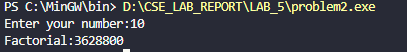 PS C:\MinGW\bin> D:\CSE_LAB_REPORT\LAB_5\problem2.exe
Enter your number:10
Factorial:3628800